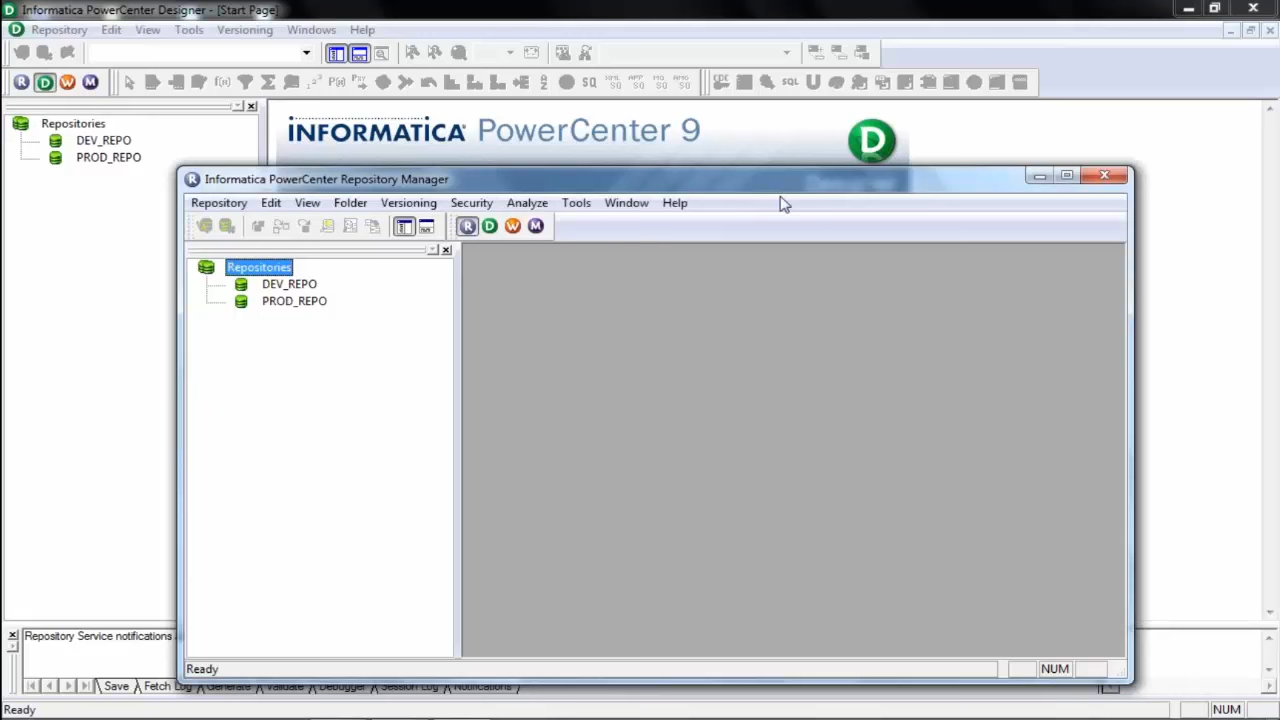 Informatica PowerCenter Designer - [Start Page]
Repository Edit View Tools Versioning Windows Help
R D W M f(x) Σ P(x) SQ SQL U
Repositories
DEV_REPO
PROD_REPO
INFORMATICA PowerCenter 9
D
Informatica PowerCenter Repository Manager
Repository Edit View Folder Versioning Security Analyze Tools Window Help
R D W M
Repositories
DEV_REPO
PROD_REPO
Ready NUM
Repository Service notifications
Save Fetch Log Generate Validate Debugger Session Log Notifications
Ready NUM